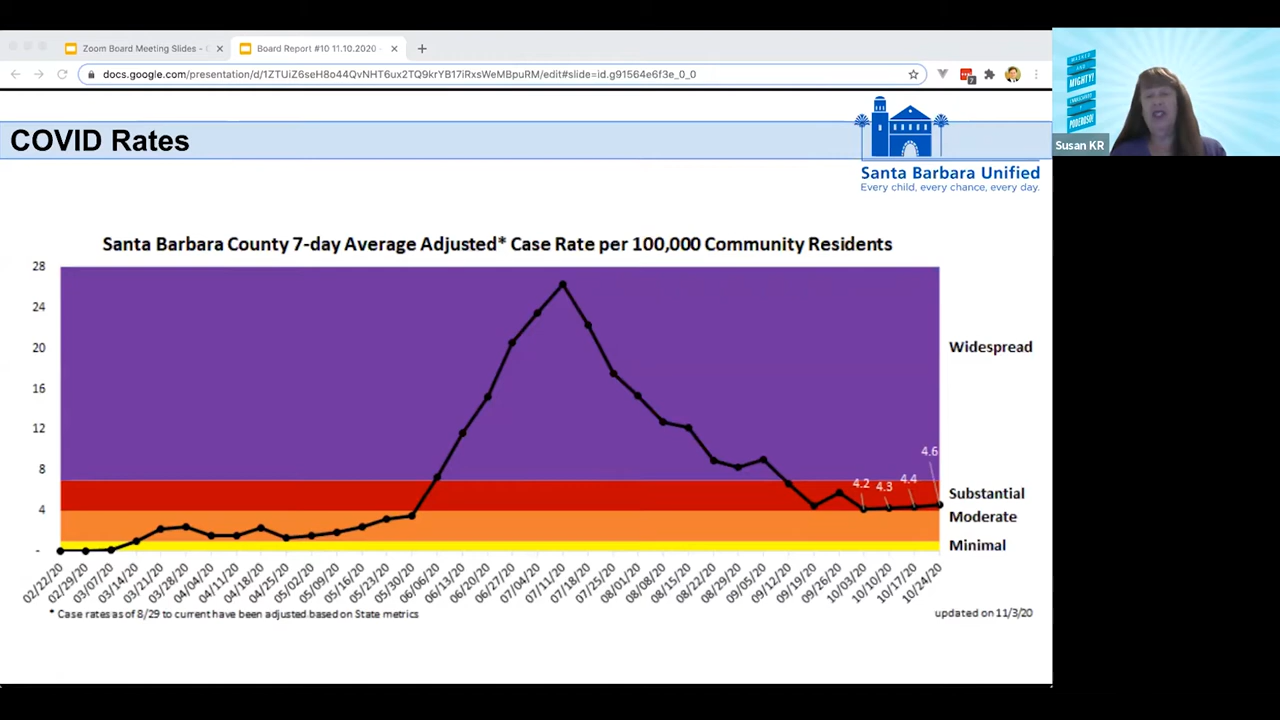 Zoom Board Meeting Slides -
Board Report #10 11.10.2020 -
docs.google.com/presentation/d/1ZTUiZ6seH8o44QvNHT6ux2TQ9krYB17iRxsWeMBpuRM/edit#slide=id.g91564e6f3e_0_0
7
MASKED
AND
MIGHTY!
¡
PODEROSO!
Susan KR
COVID Rates
Santa Barbara Unified
Every child, every chance, every day.
Santa Barbara County 7-day Average Adjusted* Case Rate per 100,000 Community Residents
28
24
20
16
12
8
4
-
Widespread
Substantial
Moderate
Minimal
4.2
4.3
4.4
4.6
02/22/20
02/29/20
03/07/20
03/14/20
03/21/20
03/28/20
04/04/20
04/11/20
04/18/20
04/25/20
05/02/20
05/09/20
05/16/20
05/23/20
05/30/20
06/06/20
06/13/20
06/20/20
06/27/20
07/04/20
07/11/20
07/18/20
07/25/20
08/01/20
08/08/20
08/15/20
08/22/20
08/29/20
09/05/20
09/12/20
09/19/20
09/26/20
10/03/20
10/10/20
10/17/20
10/24/20
* Case rates as of 8/29 to current have been adjusted based on State metrics
updated on 11/3/20